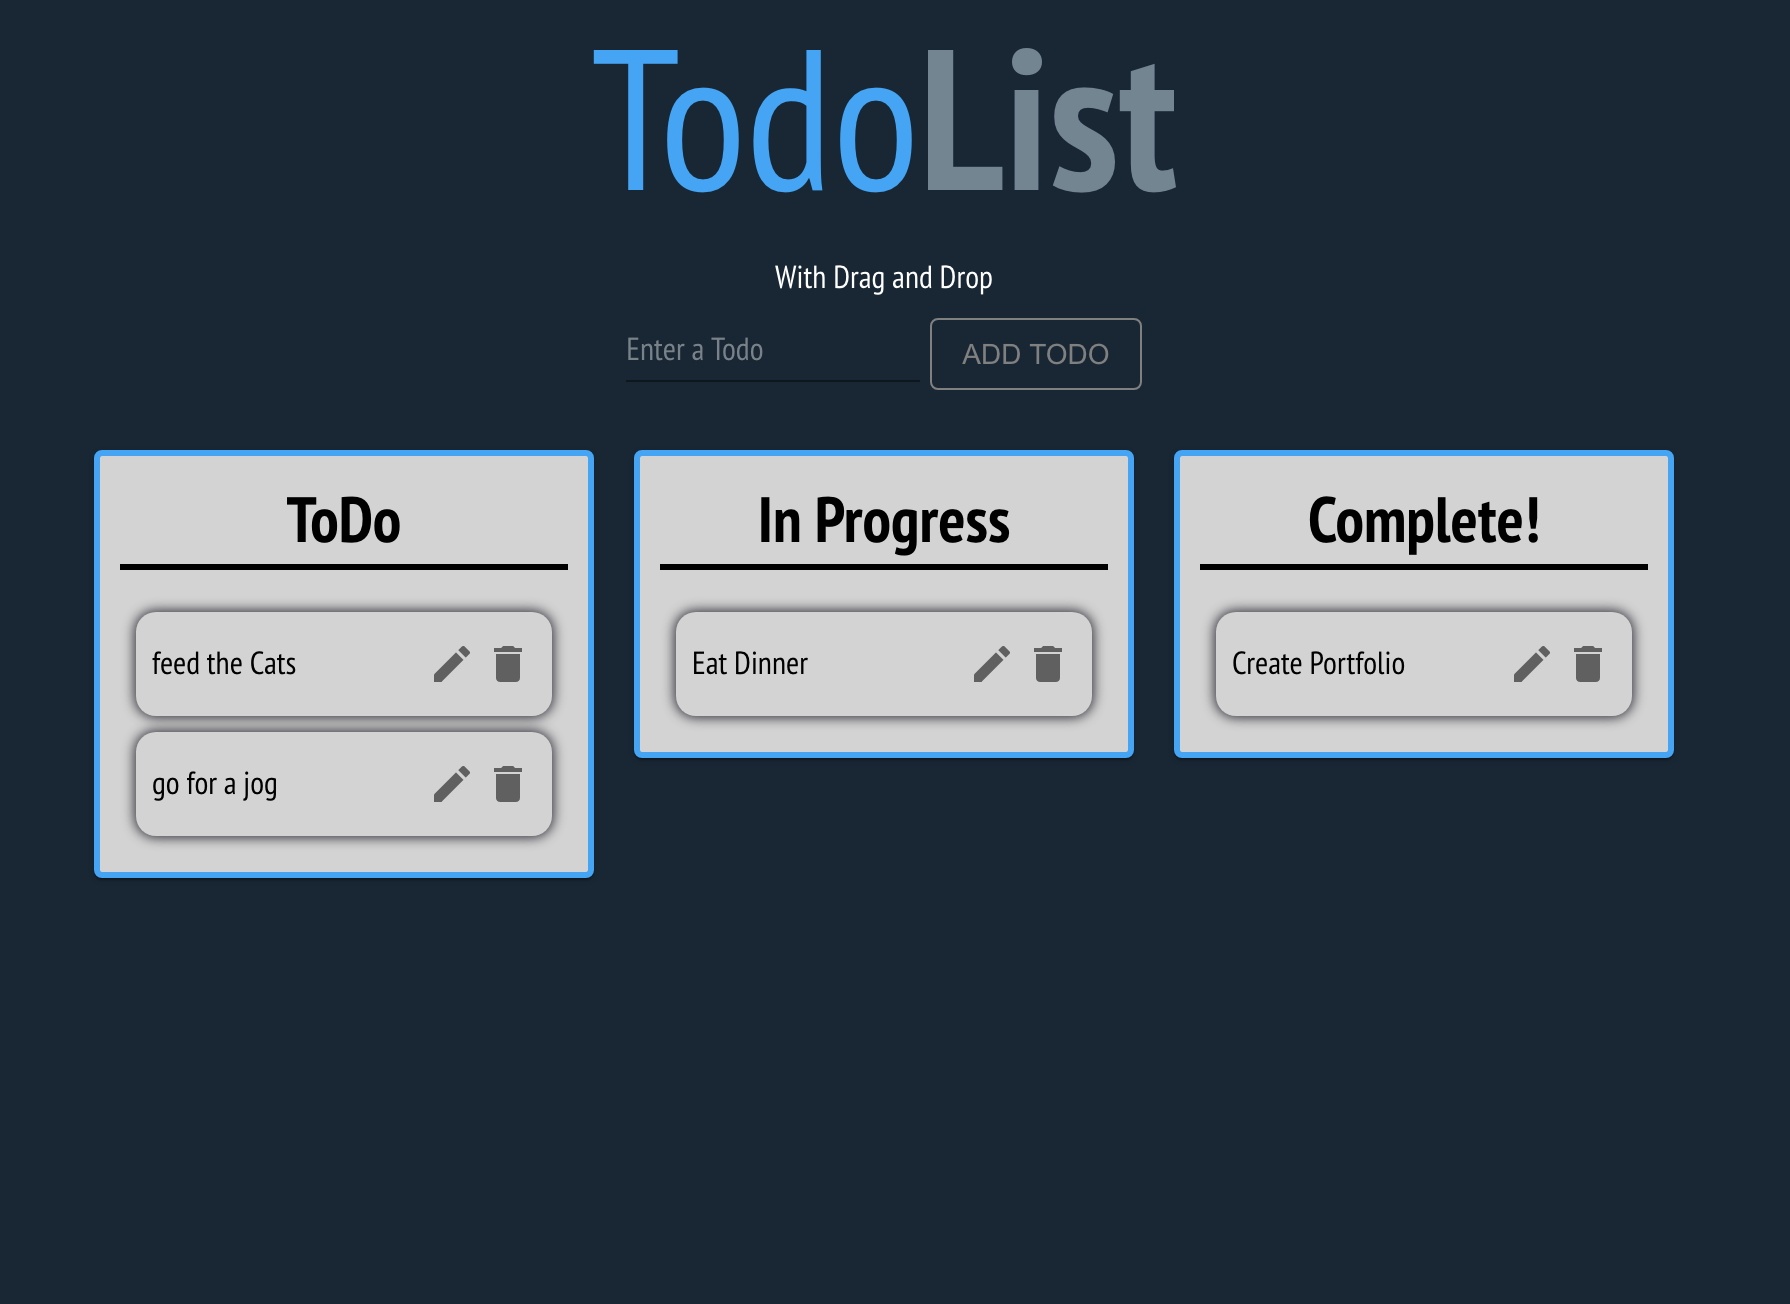 TodoList
With Drag and Drop
Enter a Todo
ADD TODO
ToDo
feed the Cats
go for a jog
In Progress
Eat Dinner
Complete!
Create Portfolio